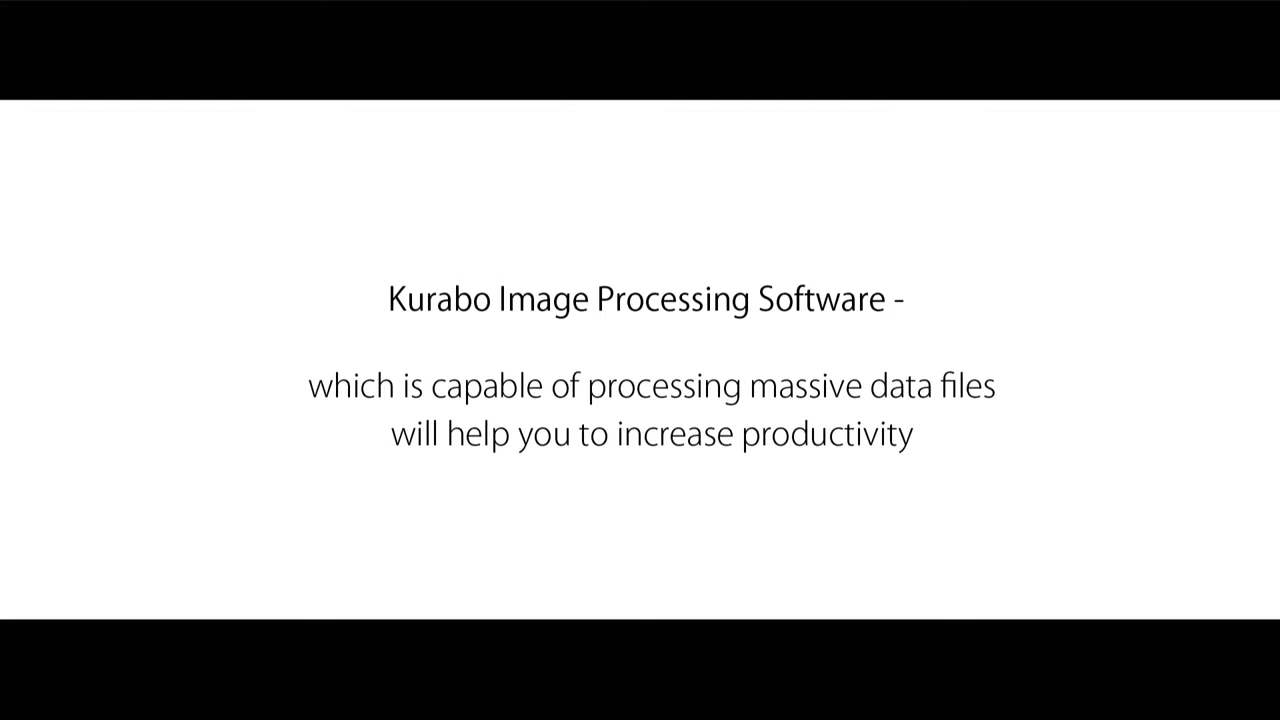 Kurabo Image Processing Software -
which is capable of processing massive data files
will help you to increase productivity